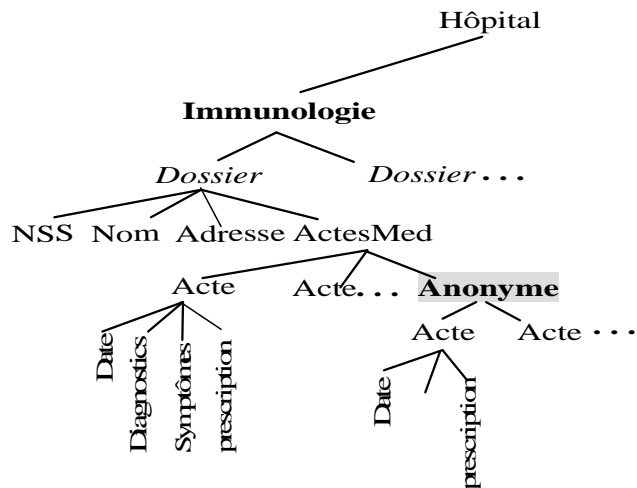 Hôpital
Immunologie
Dossier Dossier ...
NSS Nom Adresse ActesMed
Acte Acte ... Anonyme
Acte Acte ...
Date
Diagnostics
Symptômes
prescription
Date
prescription